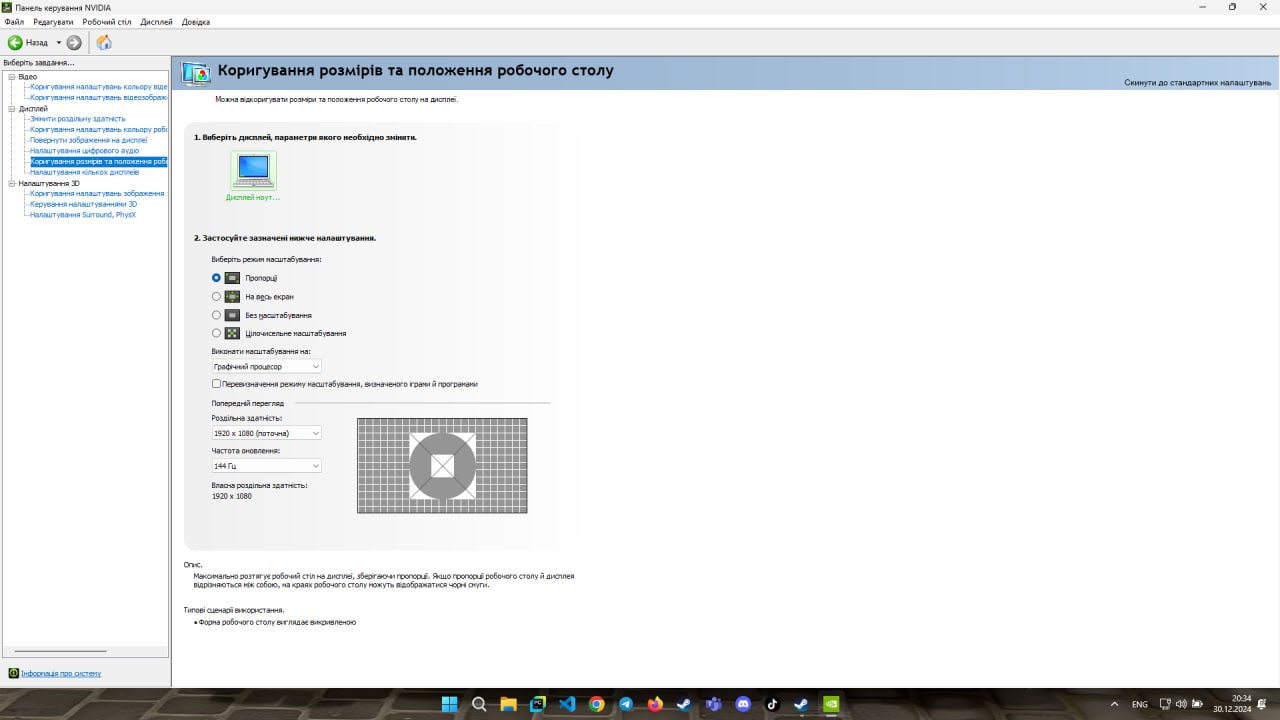 Панель керування NVIDIA
Файл Редагувати Робочий стіл Дисплей Довідка
Назад
Виберіть завдання...
Відео
Коригування налаштувань кольору віде
Коригування налаштувань відеозображ
Дисплей
Змінити роздільну здатність
Коригування налаштувань кольору робо
Повернути зображення на дисплеї
Налаштування цифрового аудіо
Коригування розмірів та положення робо
Налаштування кількох дисплеїв
Налаштування 3D
Коригування налаштувань зображення
Керування налаштуваннями 3D
Налаштування Surround, PhysX
Інформація про систему
Коригування розмірів та положення робочого столу
Скинути до стандартних налаштувань
Можна відкоригувати розміри та положення робочого столу на дисплеї.
1. Виберіть дисплей, параметри якого необхідно змінити.
Дисплей ноут...
2. Застосуйте зазначені нижче налаштування.
Виберіть режим масштабування:
Пропорції
На весь екран
Без масштабування
Цілочисельне масштабування
Виконати масштабування на:
Графічний процесор
Перевизначення режиму масштабування, визначеного іграми й програмами
Попередній перегляд
Роздільна здатність:
1920 x 1080 (поточна)
Частота оновлення:
144 Гц
Власна роздільна здатність:
1920 x 1080
Опис.
Максимально розтягує робочий стіл на дисплеї, зберігаючи пропорції. Якщо пропорції робочого столу й дисплея
відрізняються між собою, на краях робочого столу можуть відображатися чорні смуги.
Типові сценарії використання.
• Форма робочого столу виглядає викривленою
ENG
20:34
30.12.2024